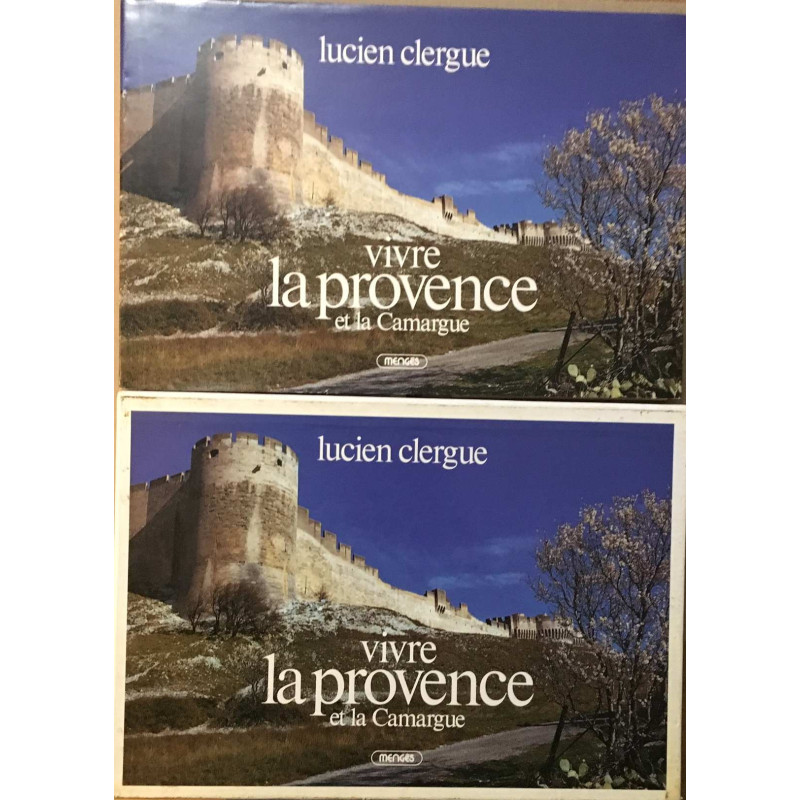 lucien clergue
vivre
la provence
et la Camargue
menges
lucien clergue
vivre
la provence
et la Camargue
menges